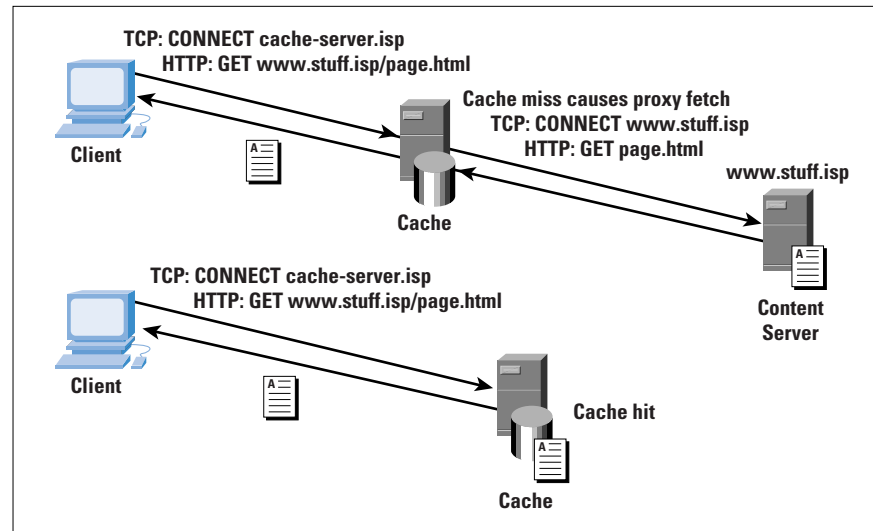 TCP: CONNECT cache-server.isp
HTTP: GET www.stuff.isp/page.html
Cache miss causes proxy fetch
TCP: CONNECT www.stuff.isp
HTTP: GET page.html
Client
A
www.stuff.isp
Cache
A
Content
Server
TCP: CONNECT cache-server.isp
HTTP: GET www.stuff.isp/page.html
Client
A
Cache hit
A
Cache